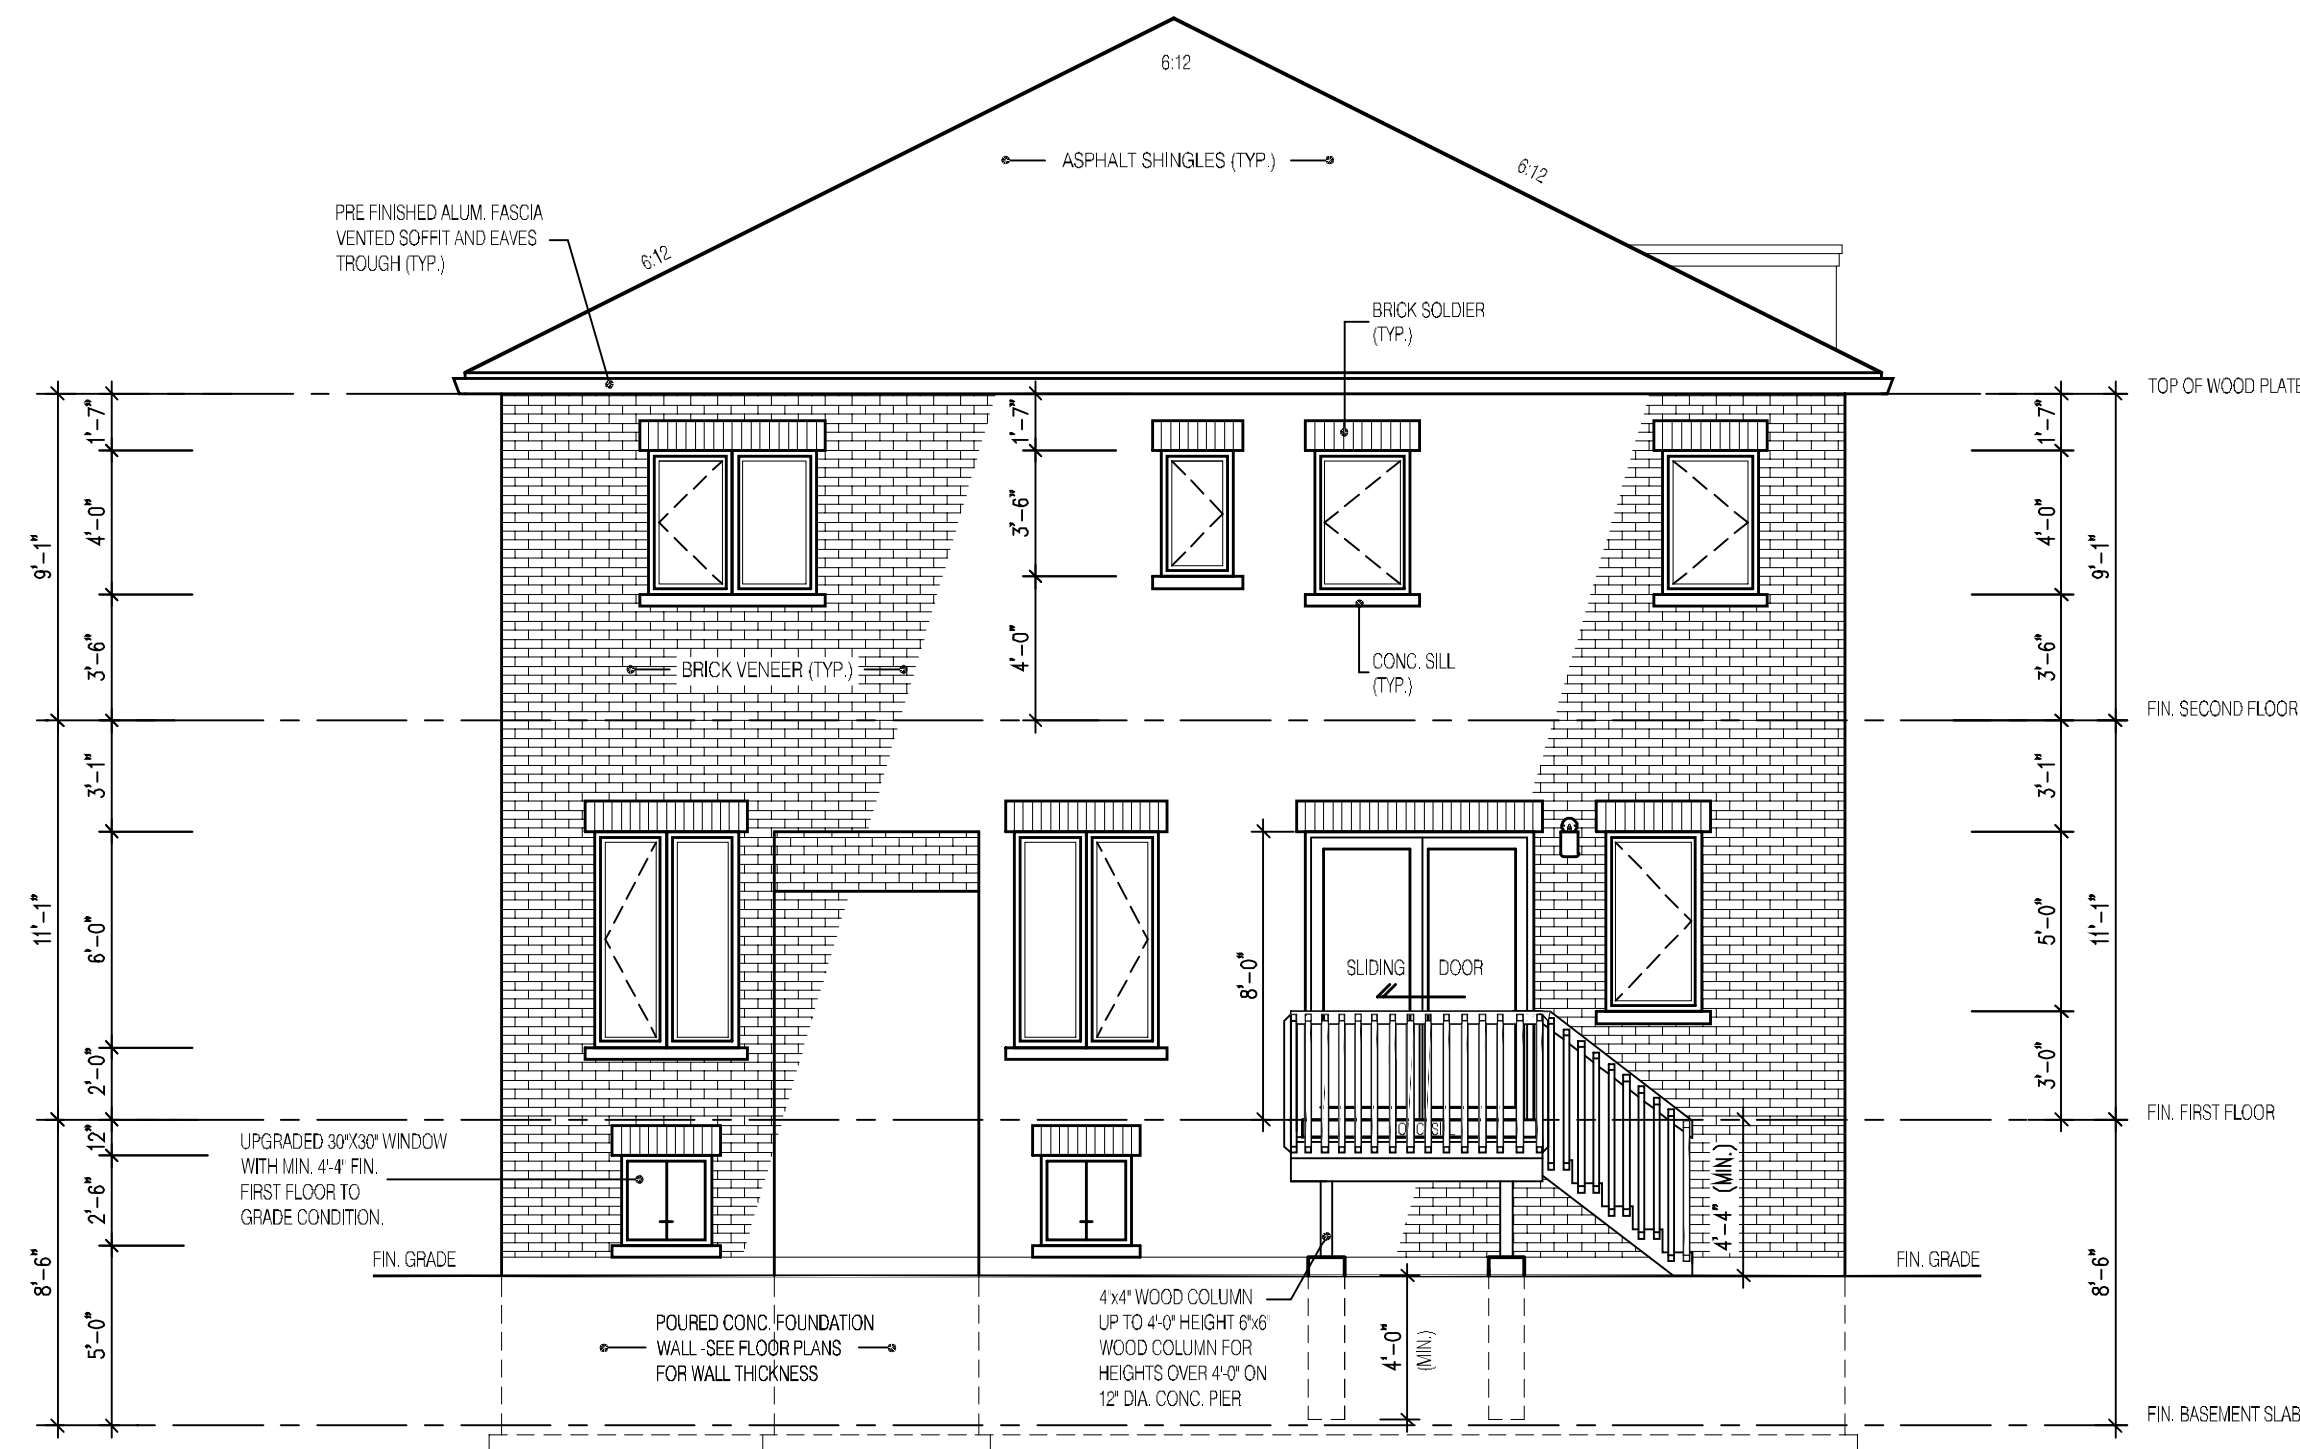 6:12
ASPHALT SHINGLES (TYP.)
6:12
PRE FINISHED ALUM. FASCIA
VENTED SOFFIT AND EAVES
TROUGH (TYP.)
6:12
BRICK SOLDIER
(TYP.)
TOP OF WOOD PLATE
1'-7"
1'-7"
1'-7"
4'-0"
3'-6"
4'-0"
9'-1"
9'-1"
3'-6"
4'-0"
3'-6"
BRICK VENEER (TYP.)
CONC. SILL
(TYP.)
FIN. SECOND FLOOR
3'-1"
3'-1"
11'-1"
6'-0"
8'-0"
SLIDING DOOR
5'-0"
11'-1"
2'-0"
3'-0"
FIN. FIRST FLOOR
12"
UPGRADED 30"X30" WINDOW
WITH MIN. 4'-4" FIN.
FIRST FLOOR TO
GRADE CONDITION.
2'-6"
4'-4" (MIN.)
FIN. GRADE
FIN. GRADE
8'-6"
8'-6"
5'-0"
POURED CONC. FOUNDATION
WALL -SEE FLOOR PLANS
FOR WALL THICKNESS
4"x4" WOOD COLUMN
UP TO 4'-0" HEIGHT 6"x6"
WOOD COLUMN FOR
HEIGHTS OVER 4'-0" ON
12" DIA. CONC. PIER
4'-0"
(MIN.)
FIN. BASEMENT SLAB